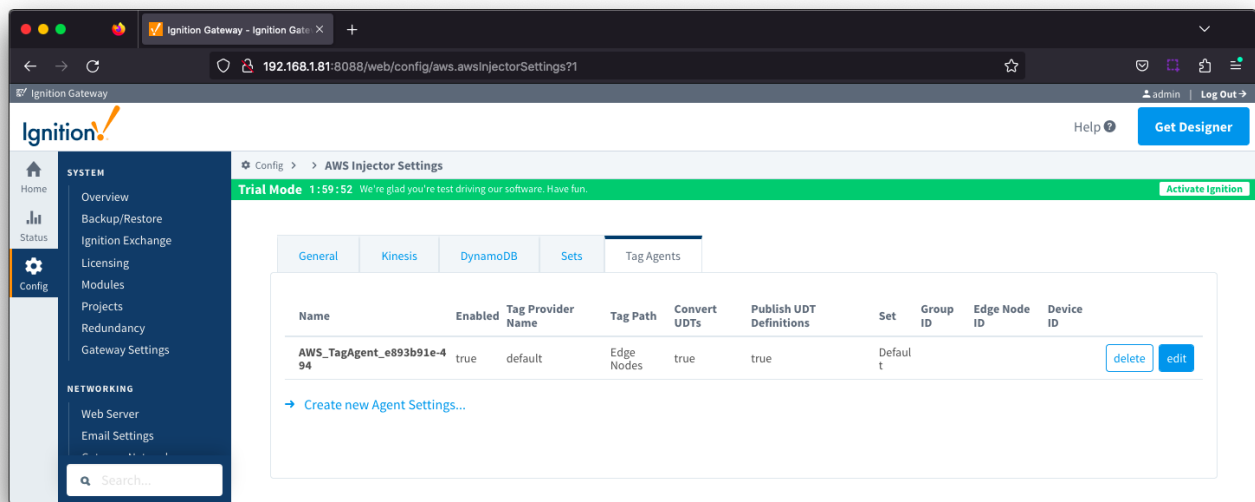 Ignition Gateway - Ignition Gate
192.168.1.81:8088/web/config/aws.awsInjectorSettings?1
Ignition Gateway
admin | Log Out
Ignition!
Help
Get Designer
Home
Status
Config
SYSTEM
Overview
Backup/Restore
Ignition Exchange
Licensing
Modules
Projects
Redundancy
Gateway Settings
NETWORKING
Web Server
Email Settings
Search...
Config > > AWS Injector Settings
Trial Mode 1:59:52 We're glad you're test driving our software. Have fun.
Activate Ignition
General Kinesis DynamoDB Sets Tag Agents
Name Enabled Tag Provider Name Tag Path Convert UDTs Publish UDT Definitions Set Group ID Edge Node ID Device ID
AWS_TagAgent_e893b91e-494 true default Edge Nodes true true Default delete edit
Create new Agent Settings...